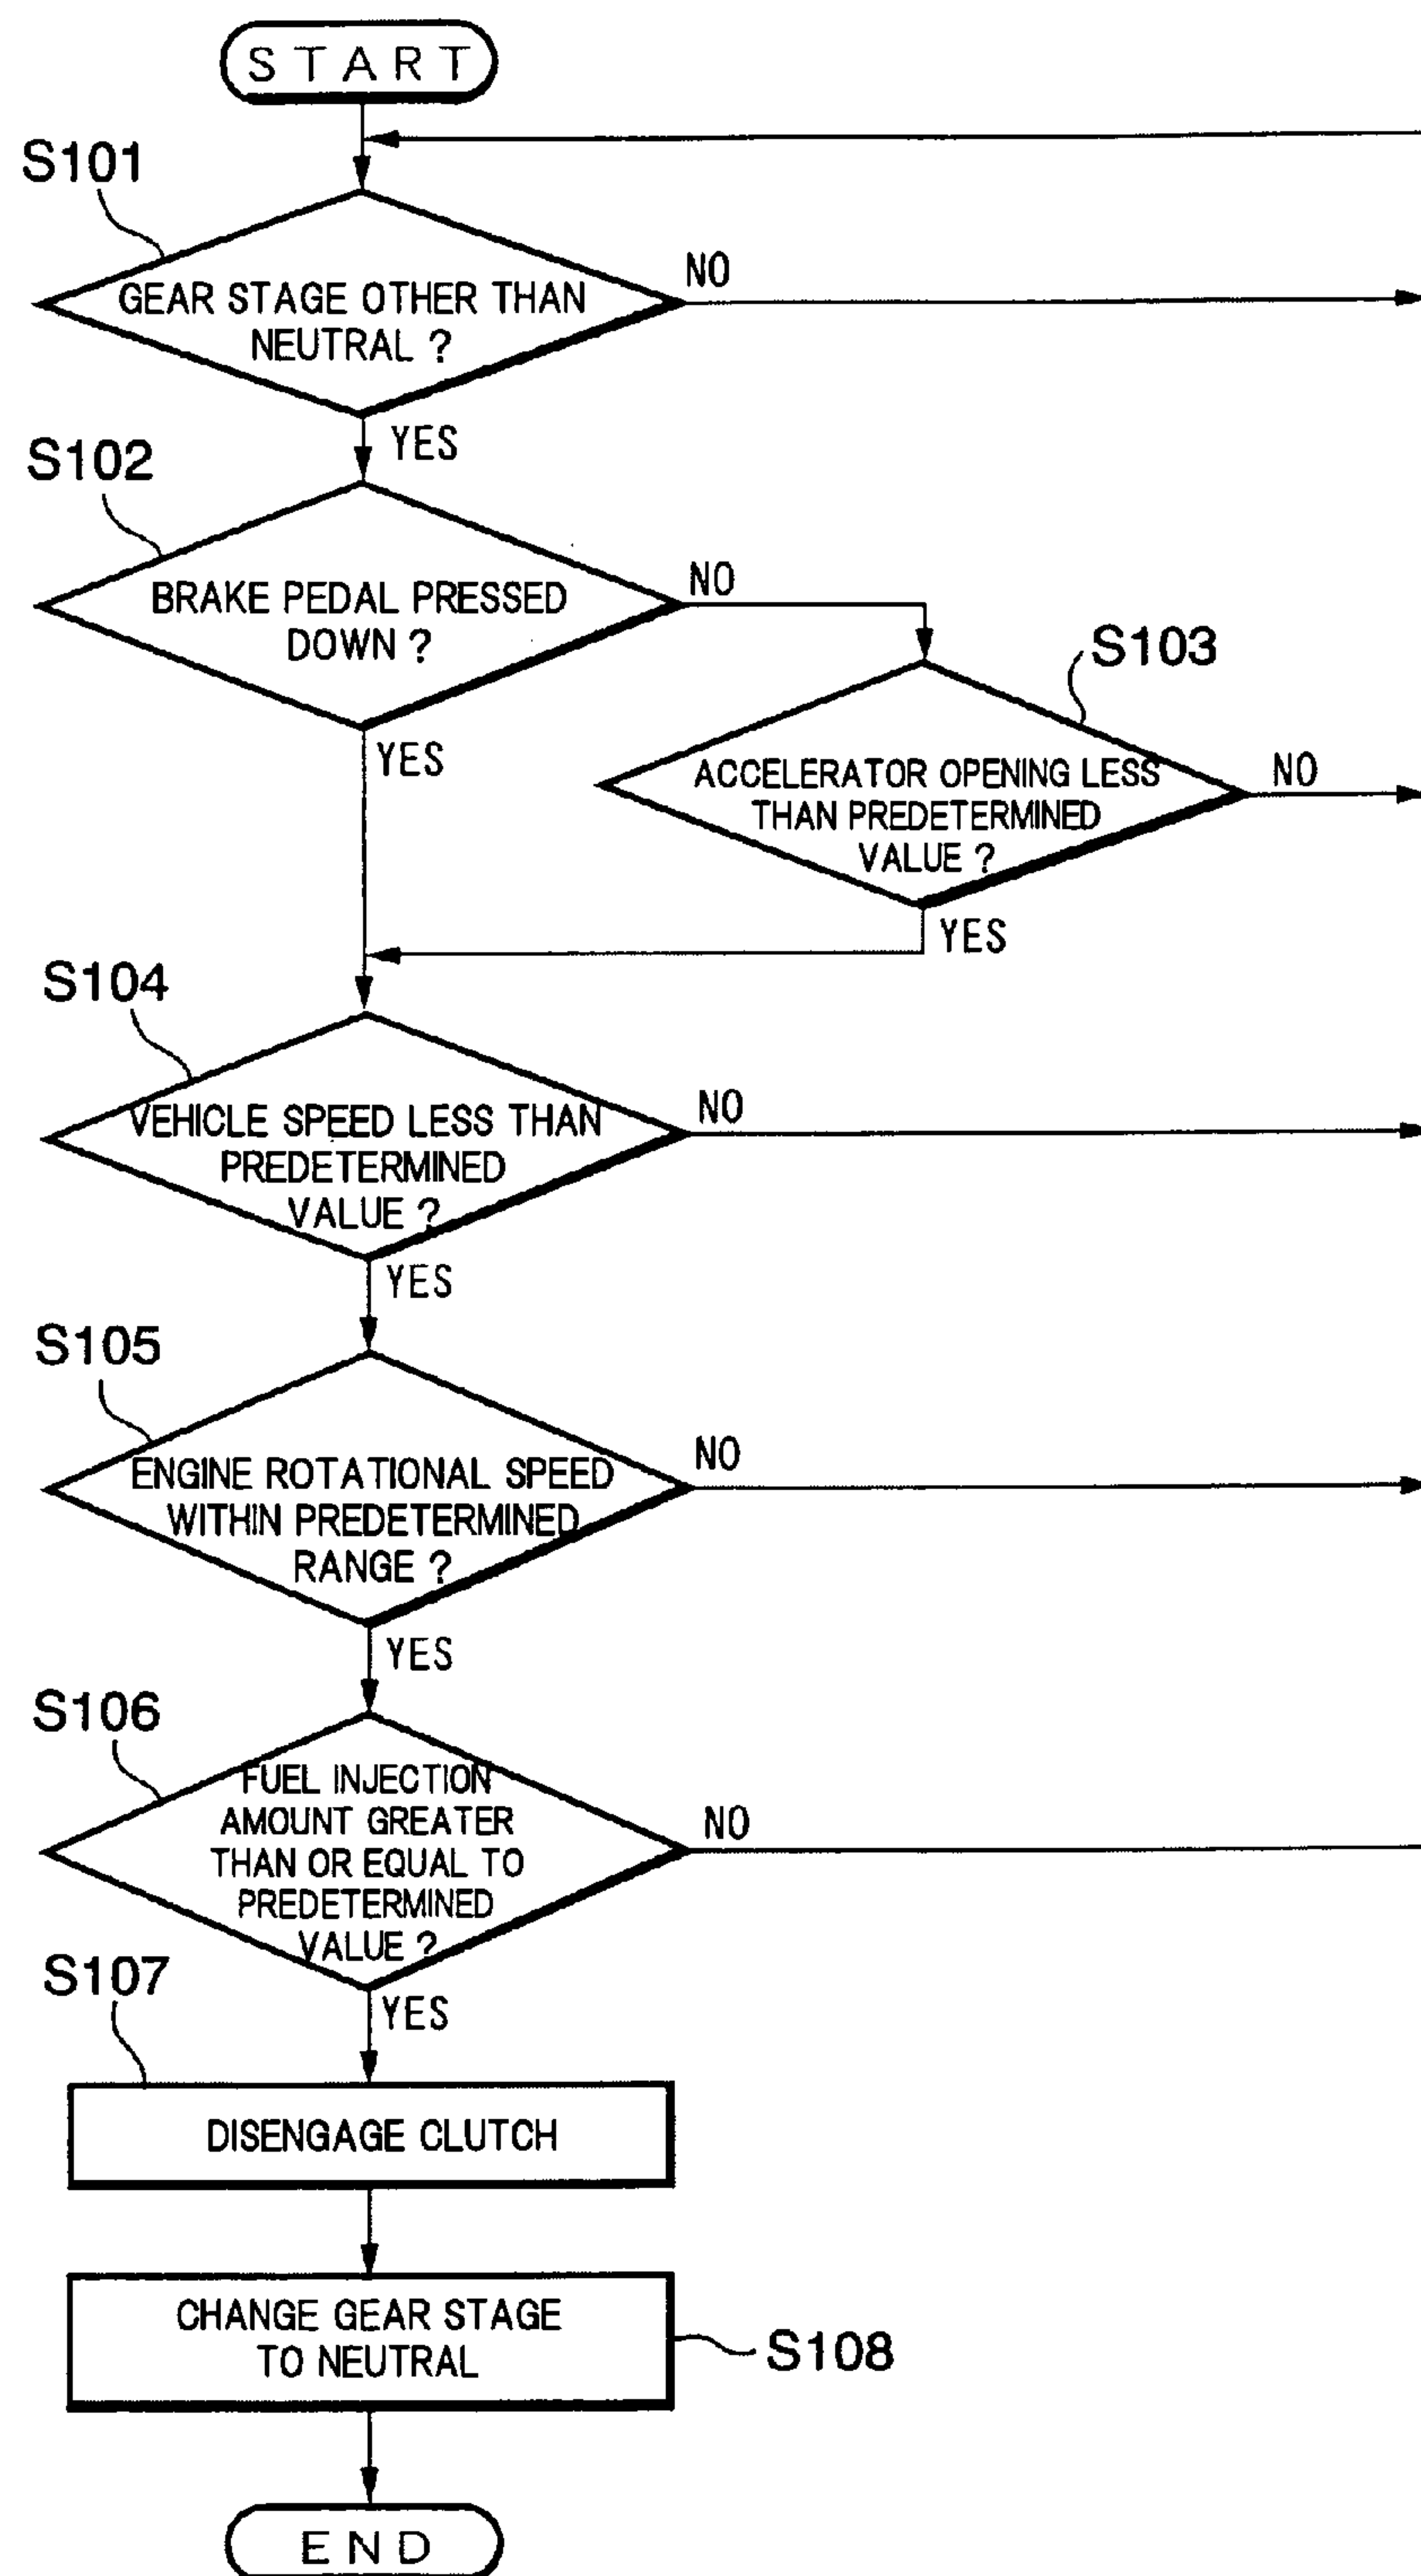 START
S101
GEAR STAGE OTHER THAN
NEUTRAL ?
NO
YES
S102
BRAKE PEDAL PRESSED
DOWN ?
NO
YES
S103
ACCELERATOR OPENING LESS
THAN PREDETERMINED
VALUE ?
NO
YES
S104
VEHICLE SPEED LESS THAN
PREDETERMINED
VALUE ?
NO
YES
S105
ENGINE ROTATIONAL SPEED
WITHIN PREDETERMINED
RANGE ?
NO
YES
S106
FUEL INJECTION
AMOUNT GREATER
THAN OR EQUAL TO
PREDETERMINED
VALUE ?
NO
YES
S107
DISENGAGE CLUTCH
CHANGE GEAR STAGE
TO NEUTRAL
S108
END